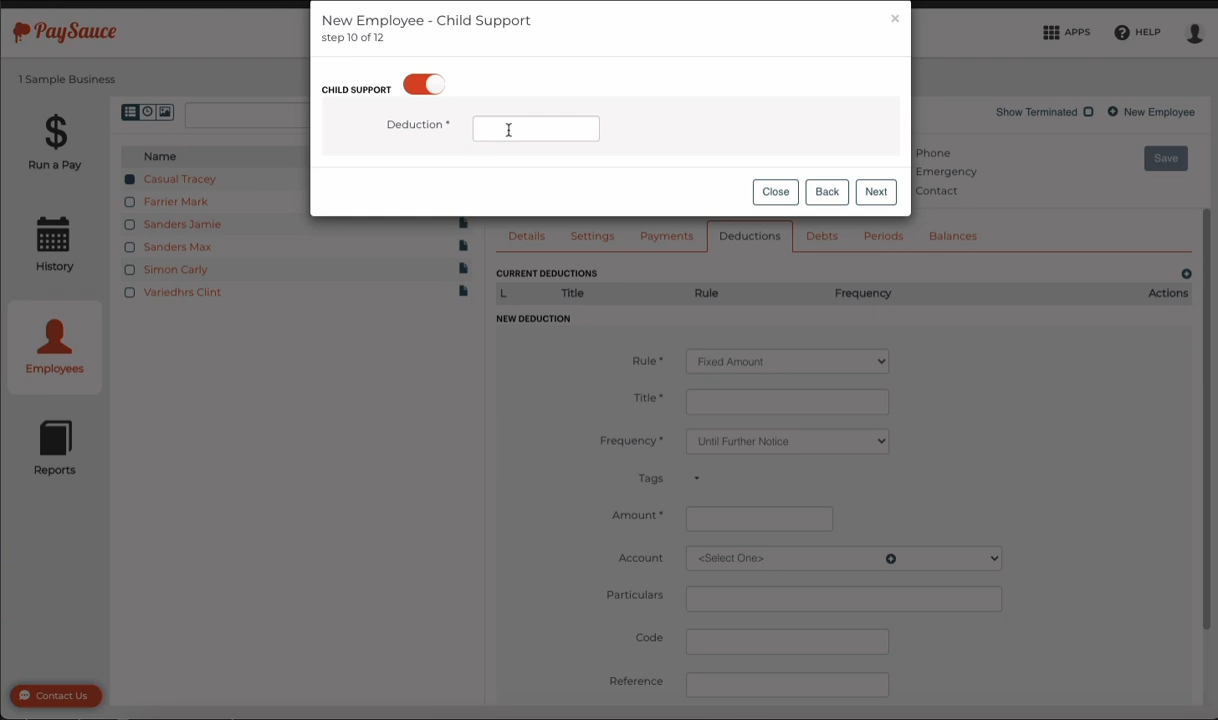 New Employee - Child Support
×
step 10 of 12
PaySauce
APPS
HELP
1 Sample Business
CHILD SUPPORT
Deduction *
Close
Back
Next
Show Terminated
New Employee
Run a Pay
History
Employees
Reports
Contact Us
Name
Casual Tracey
Farrier Mark
Sanders Jamie
Sanders Max
Simon Carly
Variedhrs Clint
Phone
Emergency
Contact
Save
Details
Settings
Payments
Deductions
Debts
Periods
Balances
CURRENT DEDUCTIONS
L
Title
Rule
Frequency
Actions
NEW DEDUCTION
Rule *
Fixed Amount
Title *
Frequency *
Until Further Notice
Tags
Amount *
Account
<Select One>
Particulars
Code
Reference